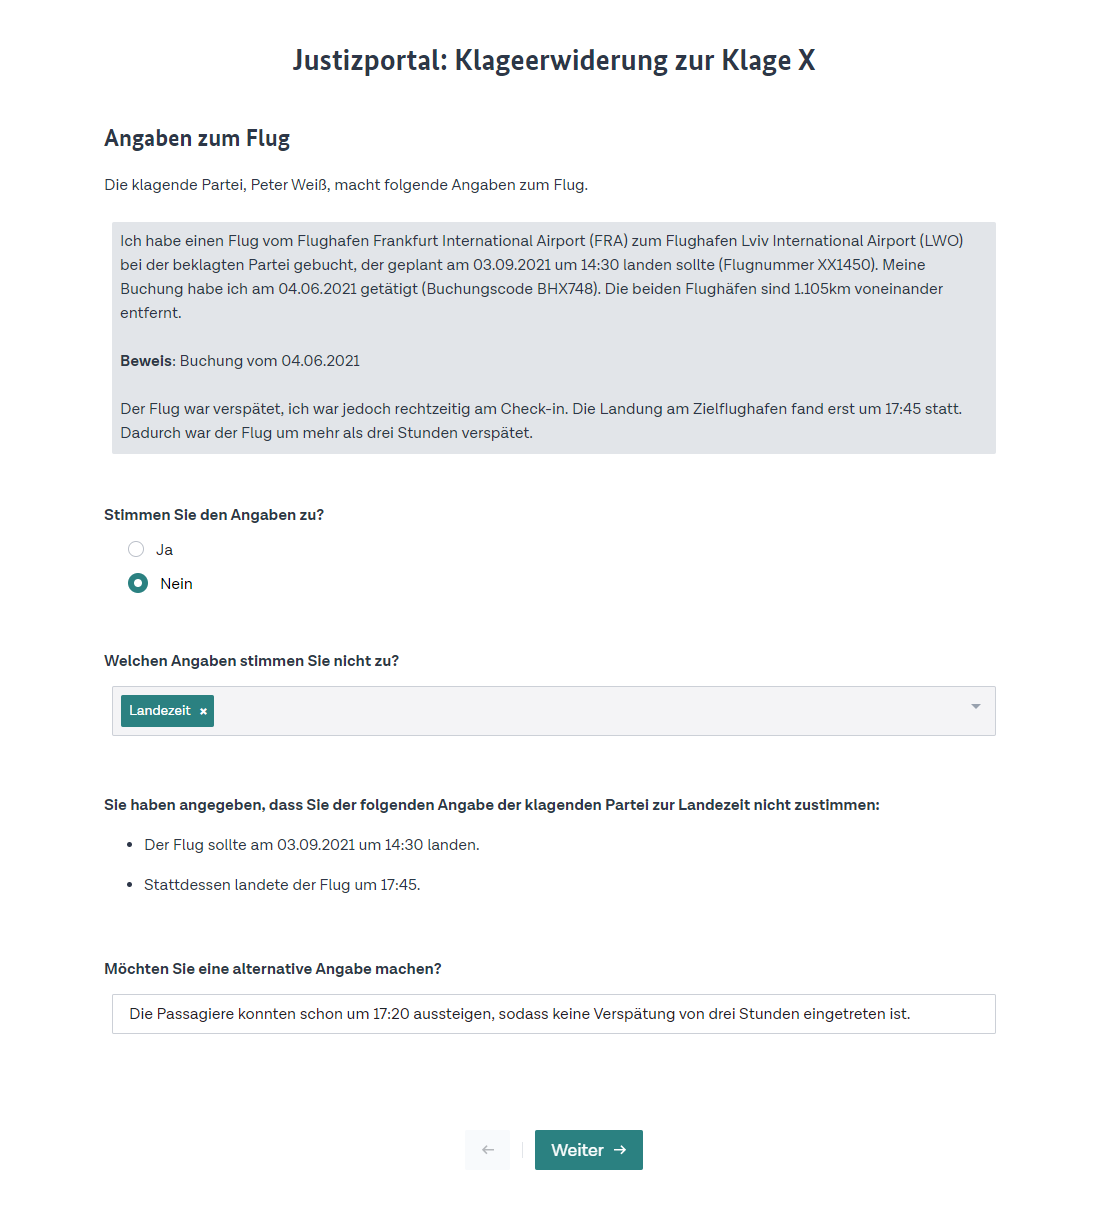 Justizportal: Klageerwiderung zur Klage X
Angaben zum Flug
Die klagende Partei, Peter Weiß, macht folgende Angaben zum Flug.
Ich habe einen Flug vom Flughafen Frankfurt International Airport (FRA) zum Flughafen Lviv International Airport (LWO)
bei der beklagten Partei gebucht, der geplant am 03.09.2021 um 14:30 landen sollte (Flugnummer XX1450). Meine
Buchung habe ich am 04.06.2021 getätigt (Buchungscode BHX748). Die beiden Flughäfen sind 1.105km voneinander
entfernt.
Beweis: Buchung vom 04.06.2021
Der Flug war verspätet, ich war jedoch rechtzeitig am Check-in. Die Landung am Zielflughafen fand erst um 17:45 statt.
Dadurch war der Flug um mehr als drei Stunden verspätet.
Stimmen Sie den Angaben zu?
Ja
Nein
Welchen Angaben stimmen Sie nicht zu?
Landezeit ×
Sie haben angegeben, dass Sie der folgenden Angabe der klagenden Partei zur Landezeit nicht zustimmen:
• Der Flug sollte am 03.09.2021 um 14:30 landen.
• Stattdessen landete der Flug um 17:45.
Möchten Sie eine alternative Angabe machen?
Die Passagiere konnten schon um 17:20 aussteigen, sodass keine Verspätung von drei Stunden eingetreten ist.
← Weiter →